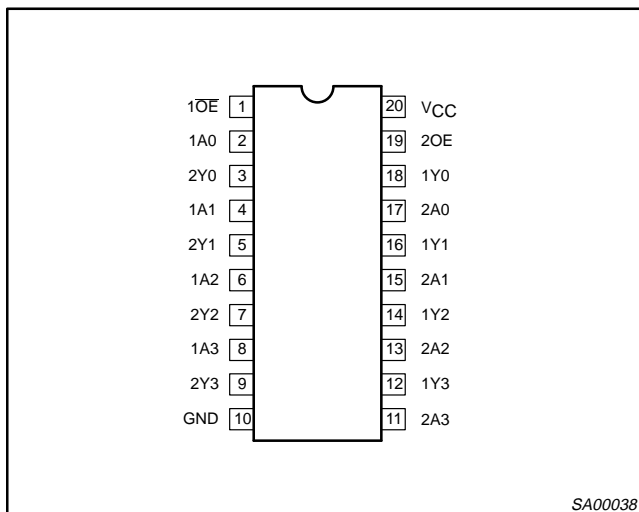 1O̅E̅ 1 20 VCC
1A0 2 19 2OE
2Y0 3 18 1Y0
1A1 4 17 2A0
2Y1 5 16 1Y1
1A2 6 15 2A1
2Y2 7 14 1Y2
1A3 8 13 2A2
2Y3 9 12 1Y3
GND 10 11 2A3
SA00038